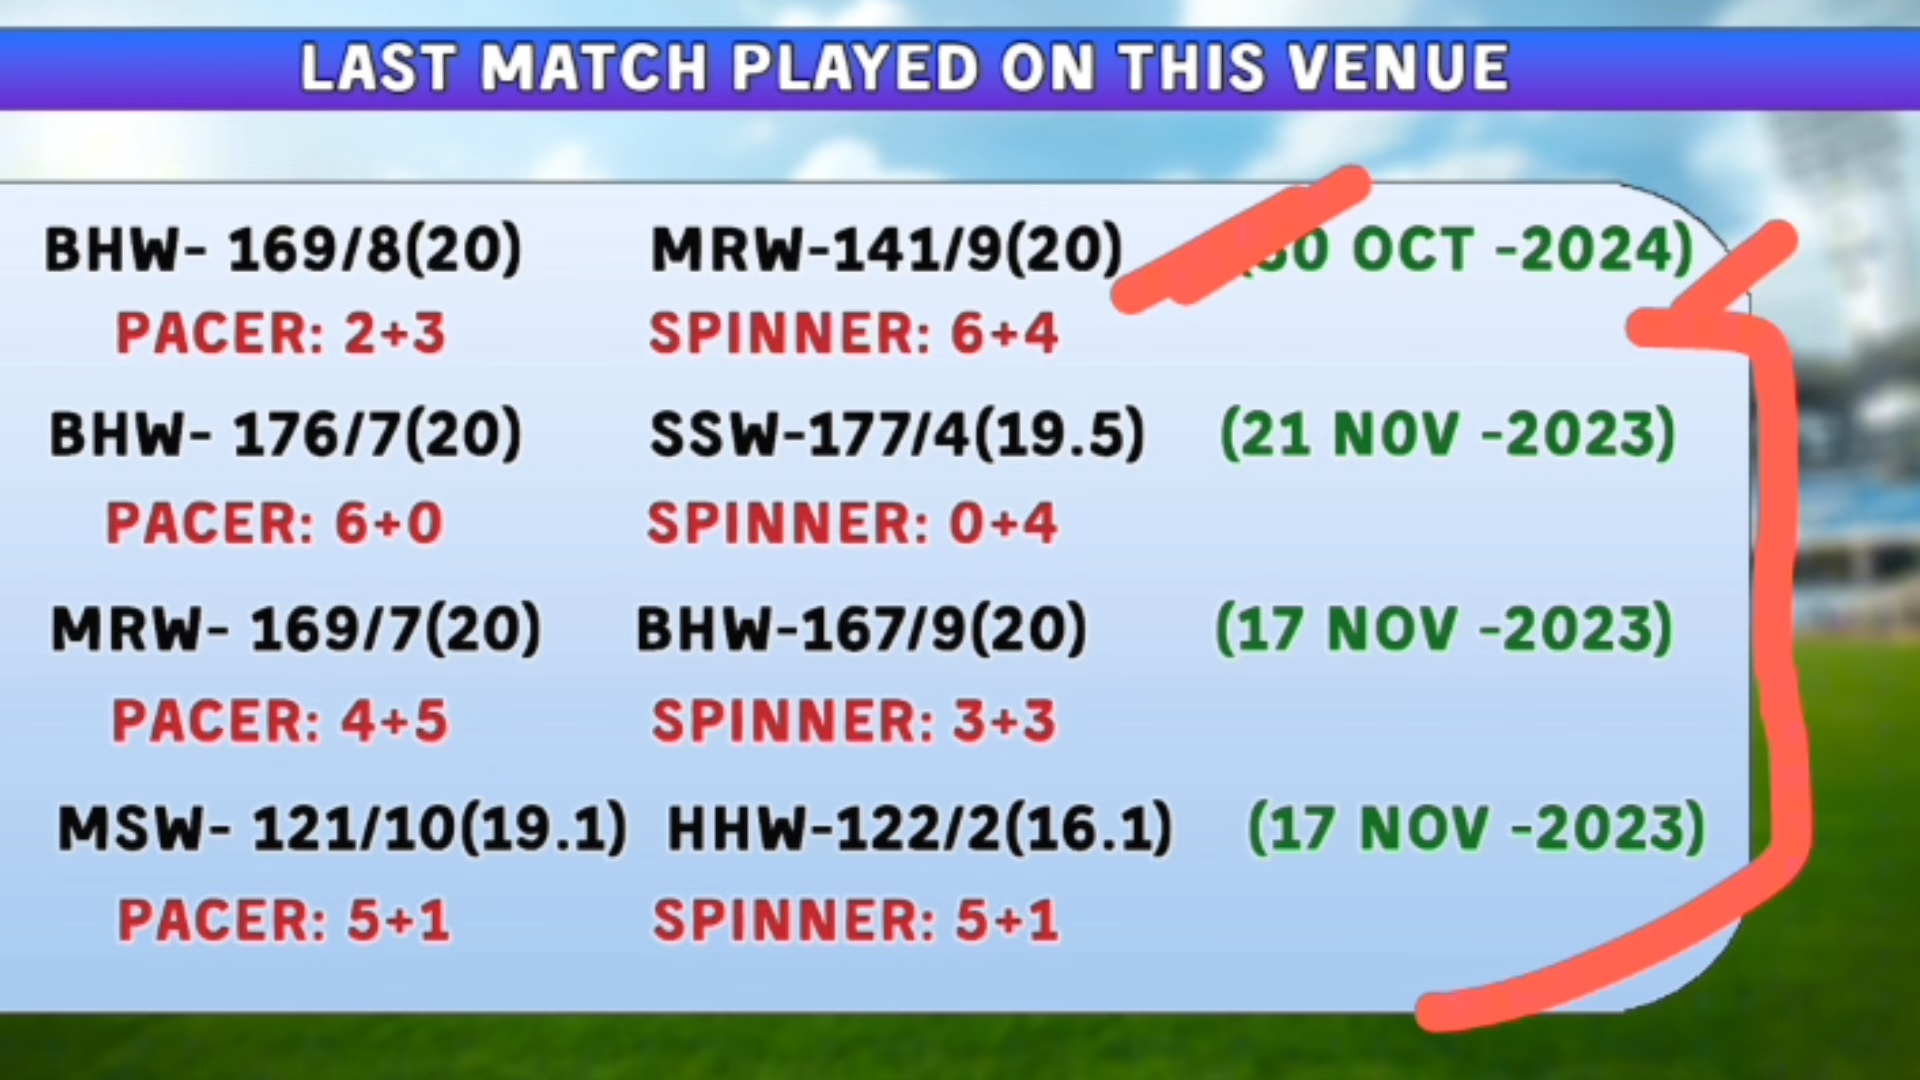 LAST MATCH PLAYED ON THIS VENUE
BHW- 169/8(20) MRW-141/9(20) OCT -2024)
PACER: 2+3 SPINNER: 6+4
BHW- 176/7(20) SSW-177/4(19.5) (21 NOV -2023)
PACER: 6+0 SPINNER: 0+4
MRW- 169/7(20) BHW-167/9(20) (17 NOV -2023)
PACER: 4+5 SPINNER: 3+3
MSW- 121/10(19.1) HHW-122/2(16.1) (17 NOV -2023)
PACER: 5+1 SPINNER: 5+1